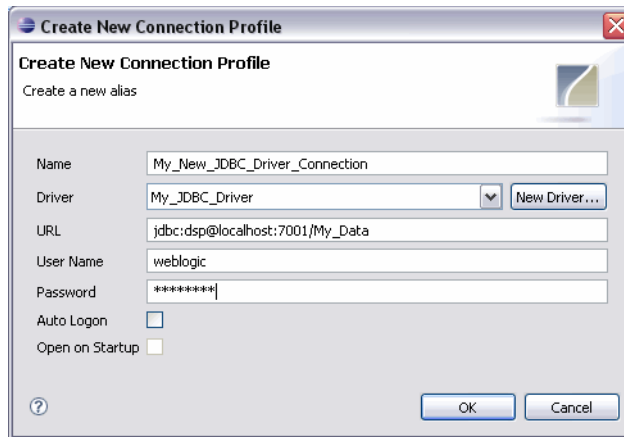 Create New Connection Profile
Create New Connection Profile
Create a new alias
Name My_New_JDBC_Driver_Connection
Driver My_JDBC_Driver New Driver...
URL jdbc:dsp@localhost:7001/My_Data
User Name weblogic
Password ********
Auto Logon
Open on Startup
? OK Cancel